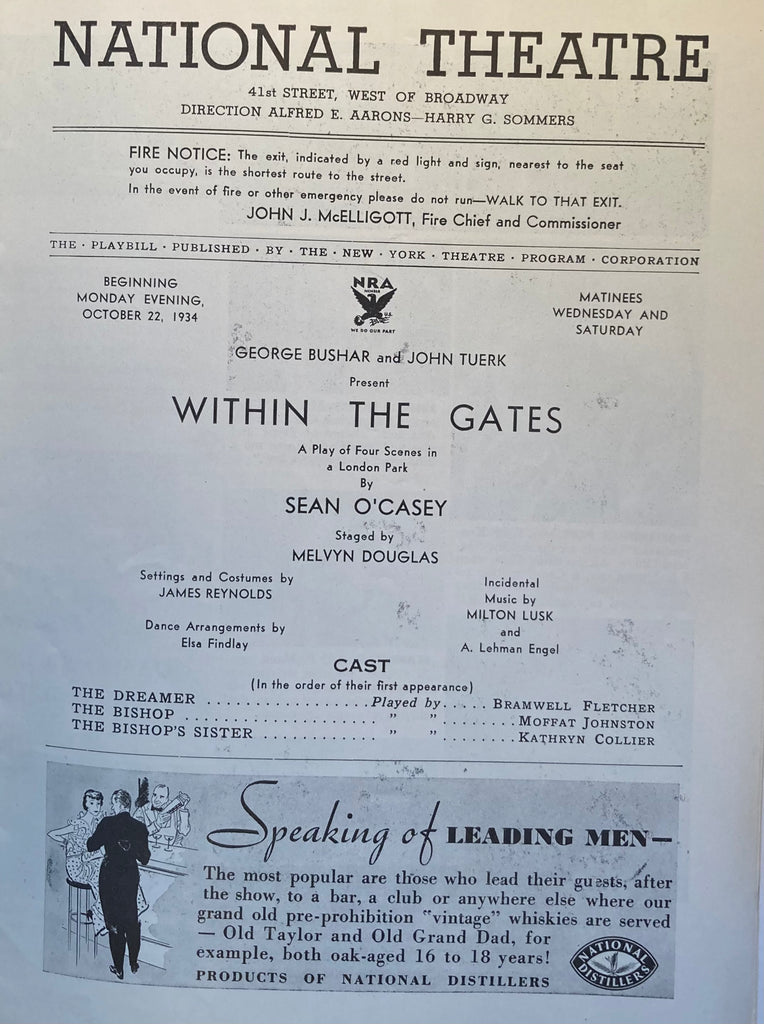 NATIONAL THEATRE
41st STREET, WEST OF BROADWAY
DIRECTION ALFRED E. AARONS—HARRY G. SOMMERS
FIRE NOTICE: The exit, indicated by a red light and sign, nearest to the seat
you occupy, is the shortest route to the street.
In the event of fire or other emergency please do not run—WALK TO THAT EXIT.
JOHN J. McELLIGOTT, Fire Chief and Commissioner
THE · PLAYBILL · PUBLISHED · BY · THE · NEW · YORK · THEATRE · PROGRAM · CORPORATION
BEGINNING
MONDAY EVENING,
OCTOBER 22, 1934
NRA
MEMBER
U.S.
WE DO OUR PART
MATINEES
WEDNESDAY AND
SATURDAY
GEORGE BUSHAR and JOHN TUERK
Present
WITHIN THE GATES
A Play of Four Scenes in
a London Park
By
SEAN O'CASEY
Staged by
MELVYN DOUGLAS
Settings and Costumes by
JAMES REYNOLDS
Dance Arrangements by
Elsa Findlay
Incidental
Music by
MILTON LUSK
and
A. Lehman Engel
CAST
(In the order of their first appearance)
THE DREAMER ....................Played by..... BRAMWELL FLETCHER
THE BISHOP ........................ " " ........ MOFFAT JOHNSTON
THE BISHOP'S SISTER ............ " " ........ KATHRYN COLLIER
Speaking of LEADING MEN—
The most popular are those who lead their guests, after
the show, to a bar, a club or anywhere else where our
grand old pre-prohibition "vintage" whiskies are served
— Old Taylor and Old Grand Dad, for
example, both oak-aged 16 to 18 years!
PRODUCTS OF NATIONAL DISTILLERS
NATIONAL
DISTILLERS